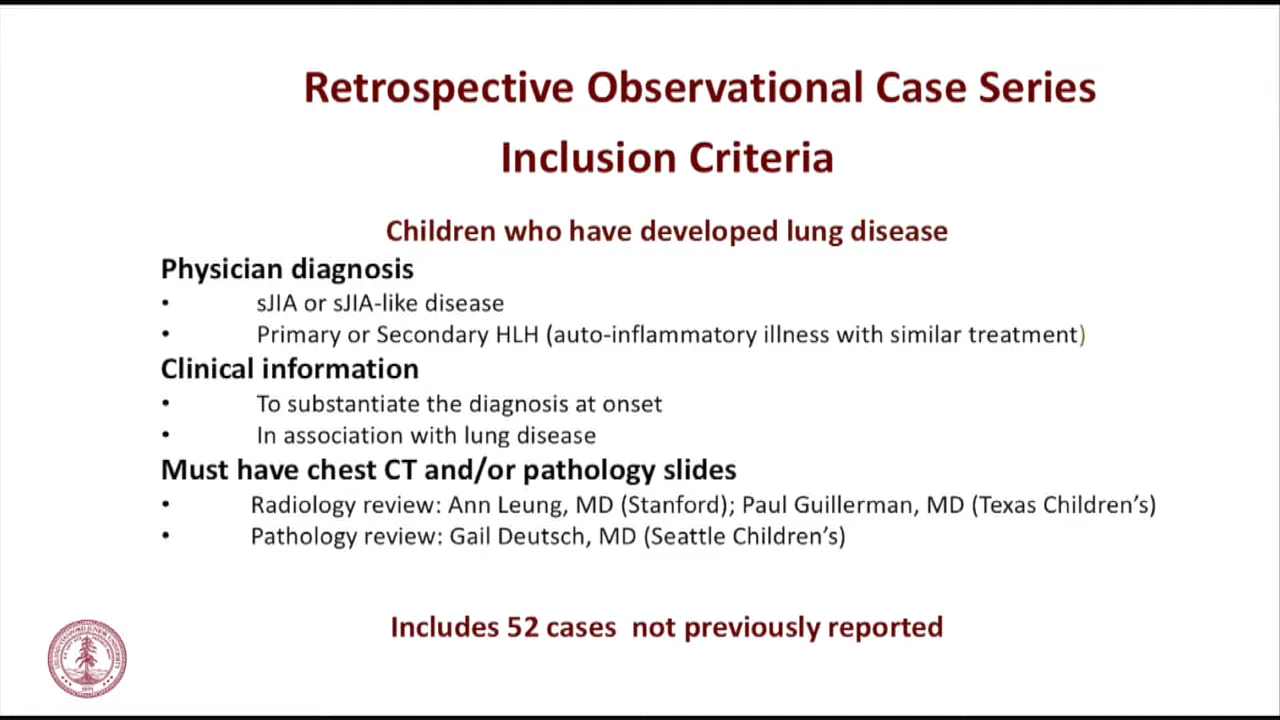 Retrospective Observational Case Series
Inclusion Criteria
Children who have developed lung disease
Physician diagnosis
• sJIA or sJIA-like disease
• Primary or Secondary HLH (auto-inflammatory illness with similar treatment)
Clinical information
• To substantiate the diagnosis at onset
• In association with lung disease
Must have chest CT and/or pathology slides
• Radiology review: Ann Leung, MD (Stanford); Paul Guillerman, MD (Texas Children's)
• Pathology review: Gail Deutsch, MD (Seattle Children's)
Includes 52 cases not previously reported